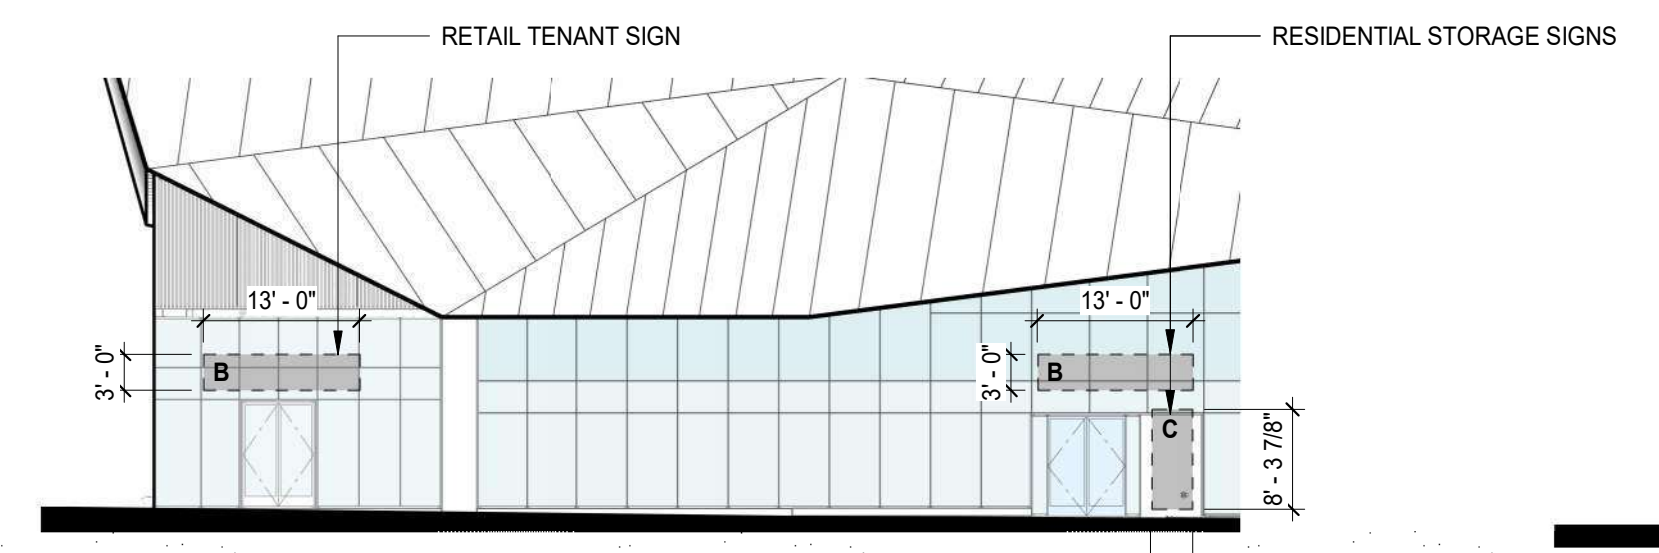 RETAIL TENANT SIGN
RESIDENTIAL STORAGE SIGNS
13' - 0"
13' - 0"
3' - 0"
B
3' - 0"
B
C
8' - 3 7/8"